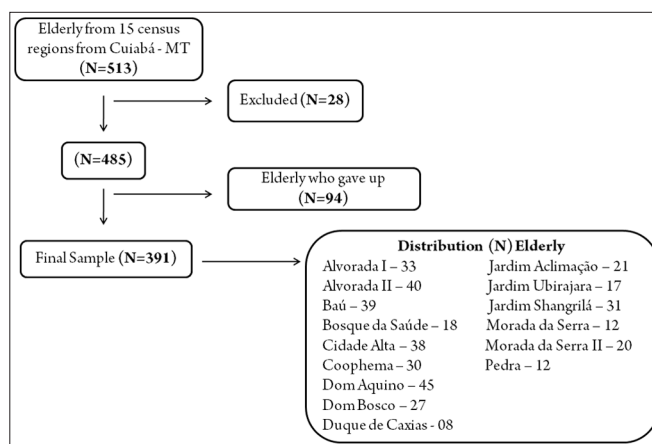 Elderly from 15 census
regions from Cuiabá - MT
(N=513)
Excluded (N=28)
(N=485)
Elderly who gave up
(N=94)
Final Sample (N=391)
Distribution (N) Elderly
Alvorada I – 33
Alvorada II – 40
Baú – 39
Bosque da Saúde – 18
Cidade Alta – 38
Coophema – 30
Dom Aquino – 45
Dom Bosco – 27
Duque de Caxias - 08
Jardim Aclimação – 21
Jardim Ubirajara – 17
Jardim Shangrilá – 31
Morada da Serra – 12
Morada da Serra II – 20
Pedra – 12